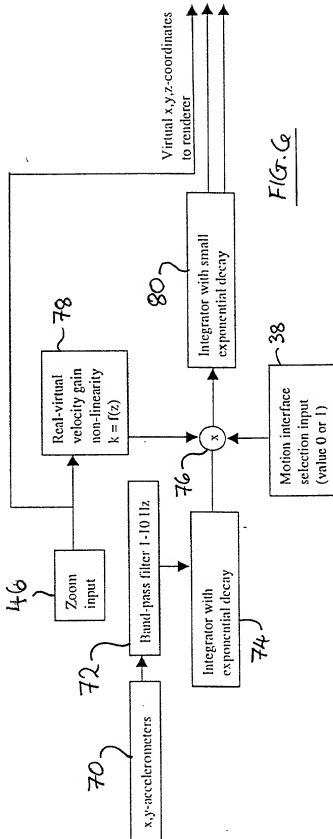 70
x,y-accelerometers
72
Band-pass filter 1-10 Hz
46
Zoom
input
78
Real-virtual
velocity gain
non-linearity
k = f(z)
74
Integrator with
exponential decay
76
x
38
Motion interface
selection input
(value 0 or 1)
80
Integrator with small
exponential decay
Virtual x,y,z-coordinates
to renderer
FIG. 6